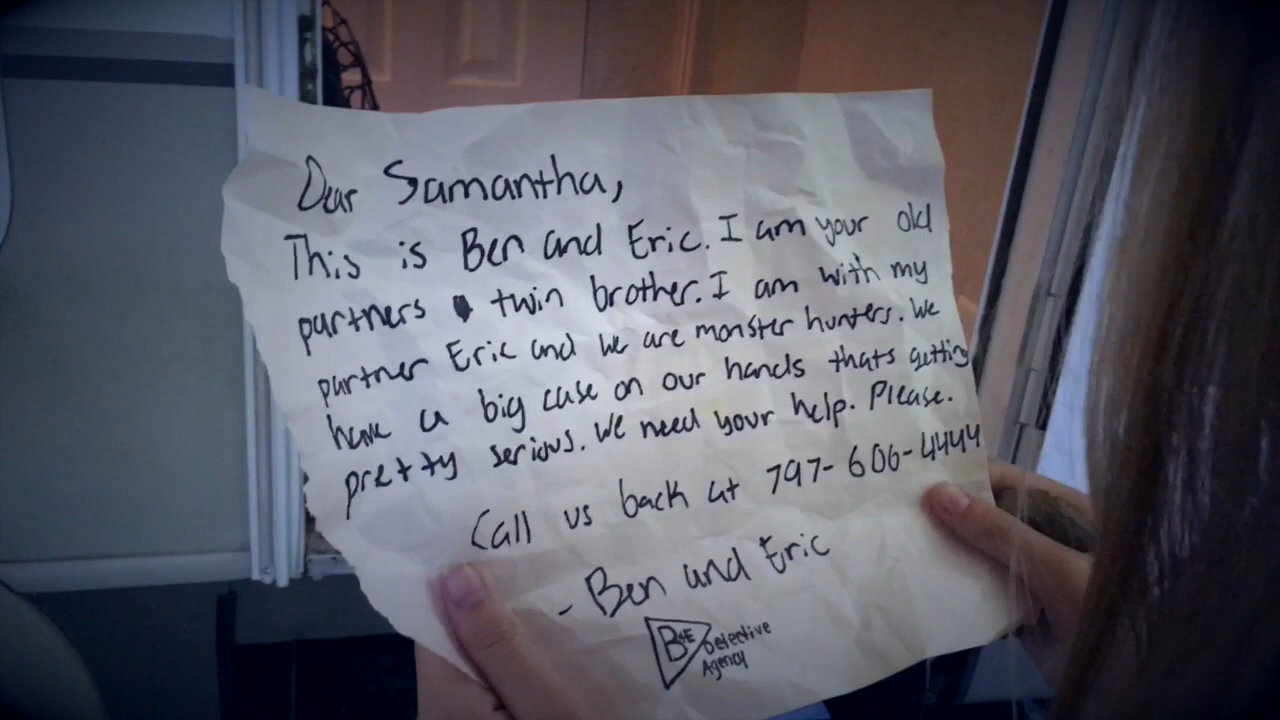 Dear Samantha,
This is Ben and Eric. I am your old
partners twin brother. I am with my
partner Eric and we are monster hunters. We
have a big case on our hands thats getting
pretty serious. We need your help. Please.
Call us back at 797-606-4444
- Ben and Eric
B&E Detective
Agency